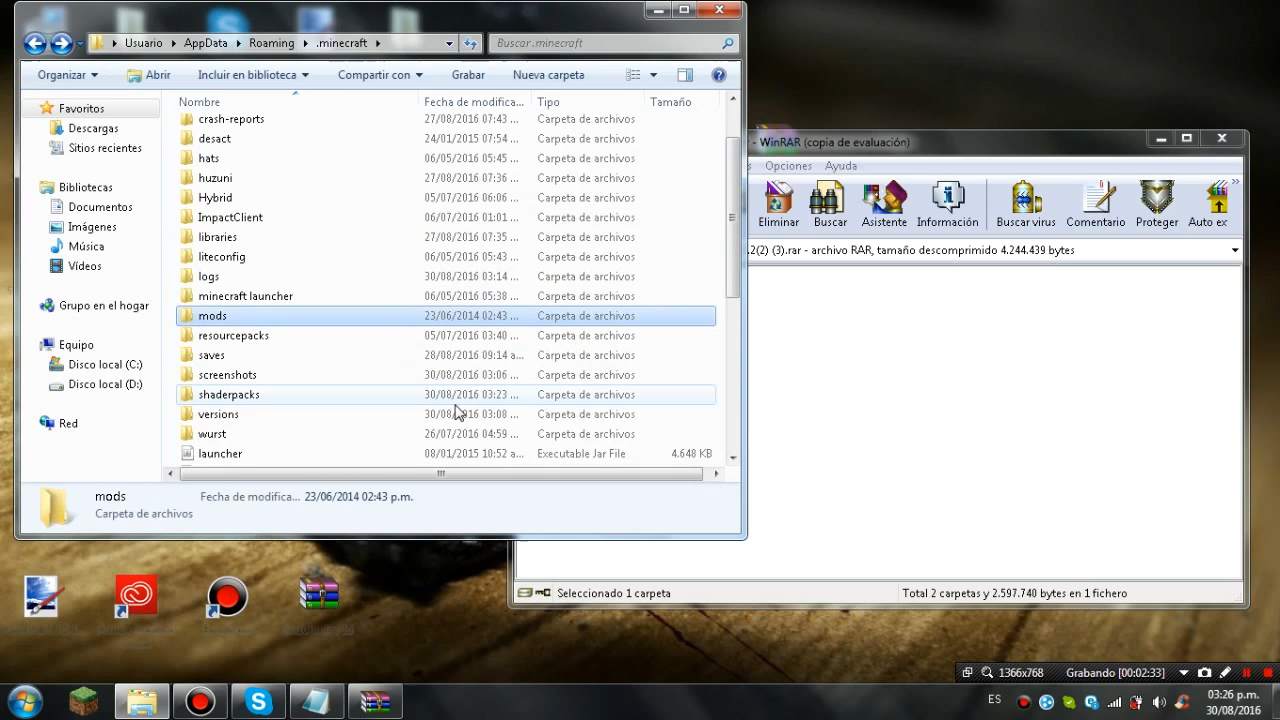 Usuario AppData Roaming .minecraft Buscar .minecraft
Organizar Abrir Incluir en biblioteca Compartir con Grabar Nueva carpeta
Favoritos
Descargas
Sitios recientes
Bibliotecas
Documentos
Imágenes
Música
Vídeos
Grupo en el hogar
Equipo
Disco local (C:)
Disco local (D:)
Red
Nombre Fecha de modifica... Tipo Tamaño
crash-reports 27/08/2016 07:43 ... Carpeta de archivos
desact 24/01/2015 07:54 ... Carpeta de archivos
hats 06/05/2016 05:45 ... Carpeta de archivos
huzuni 27/08/2016 07:36 ... Carpeta de archivos
Hybrid 05/07/2016 06:06 ... Carpeta de archivos
ImpactClient 06/07/2016 01:01 ... Carpeta de archivos
libraries 27/08/2016 07:35 ... Carpeta de archivos
liteconfig 06/05/2016 05:43 ... Carpeta de archivos
logs 30/08/2016 03:14 ... Carpeta de archivos
minecraft launcher 06/05/2016 05:38 ... Carpeta de archivos
mods 23/06/2014 02:43 ... Carpeta de archivos
resourcepacks 05/07/2016 03:40 ... Carpeta de archivos
saves 28/08/2016 09:14 a... Carpeta de archivos
screenshots 30/08/2016 03:06 ... Carpeta de archivos
shaderpacks 30/08/2016 03:23 ... Carpeta de archivos
versions 30/08/2016 03:08 ... Carpeta de archivos
wurst 26/07/2016 04:59 ... Carpeta de archivos
launcher 08/01/2015 10:52 a... Executable Jar File 4.648 KB
mods Fecha de modifica... 23/06/2014 02:43 p.m.
Carpeta de archivos
- WinRAR (copia de evaluación)
Opciones Ayuda
Eliminar Buscar Asistente Información Buscar virus Comentario Proteger Auto ex
.2(2) (3).rar - archivo RAR, tamaño descomprimido 4.244.439 bytes
Seleccionado 1 carpeta Total 2 carpetas y 2.597.740 bytes en 1 fichero
1366x768 Grabando [00:02:33]
ES 03:26 p.m.
30/08/2016